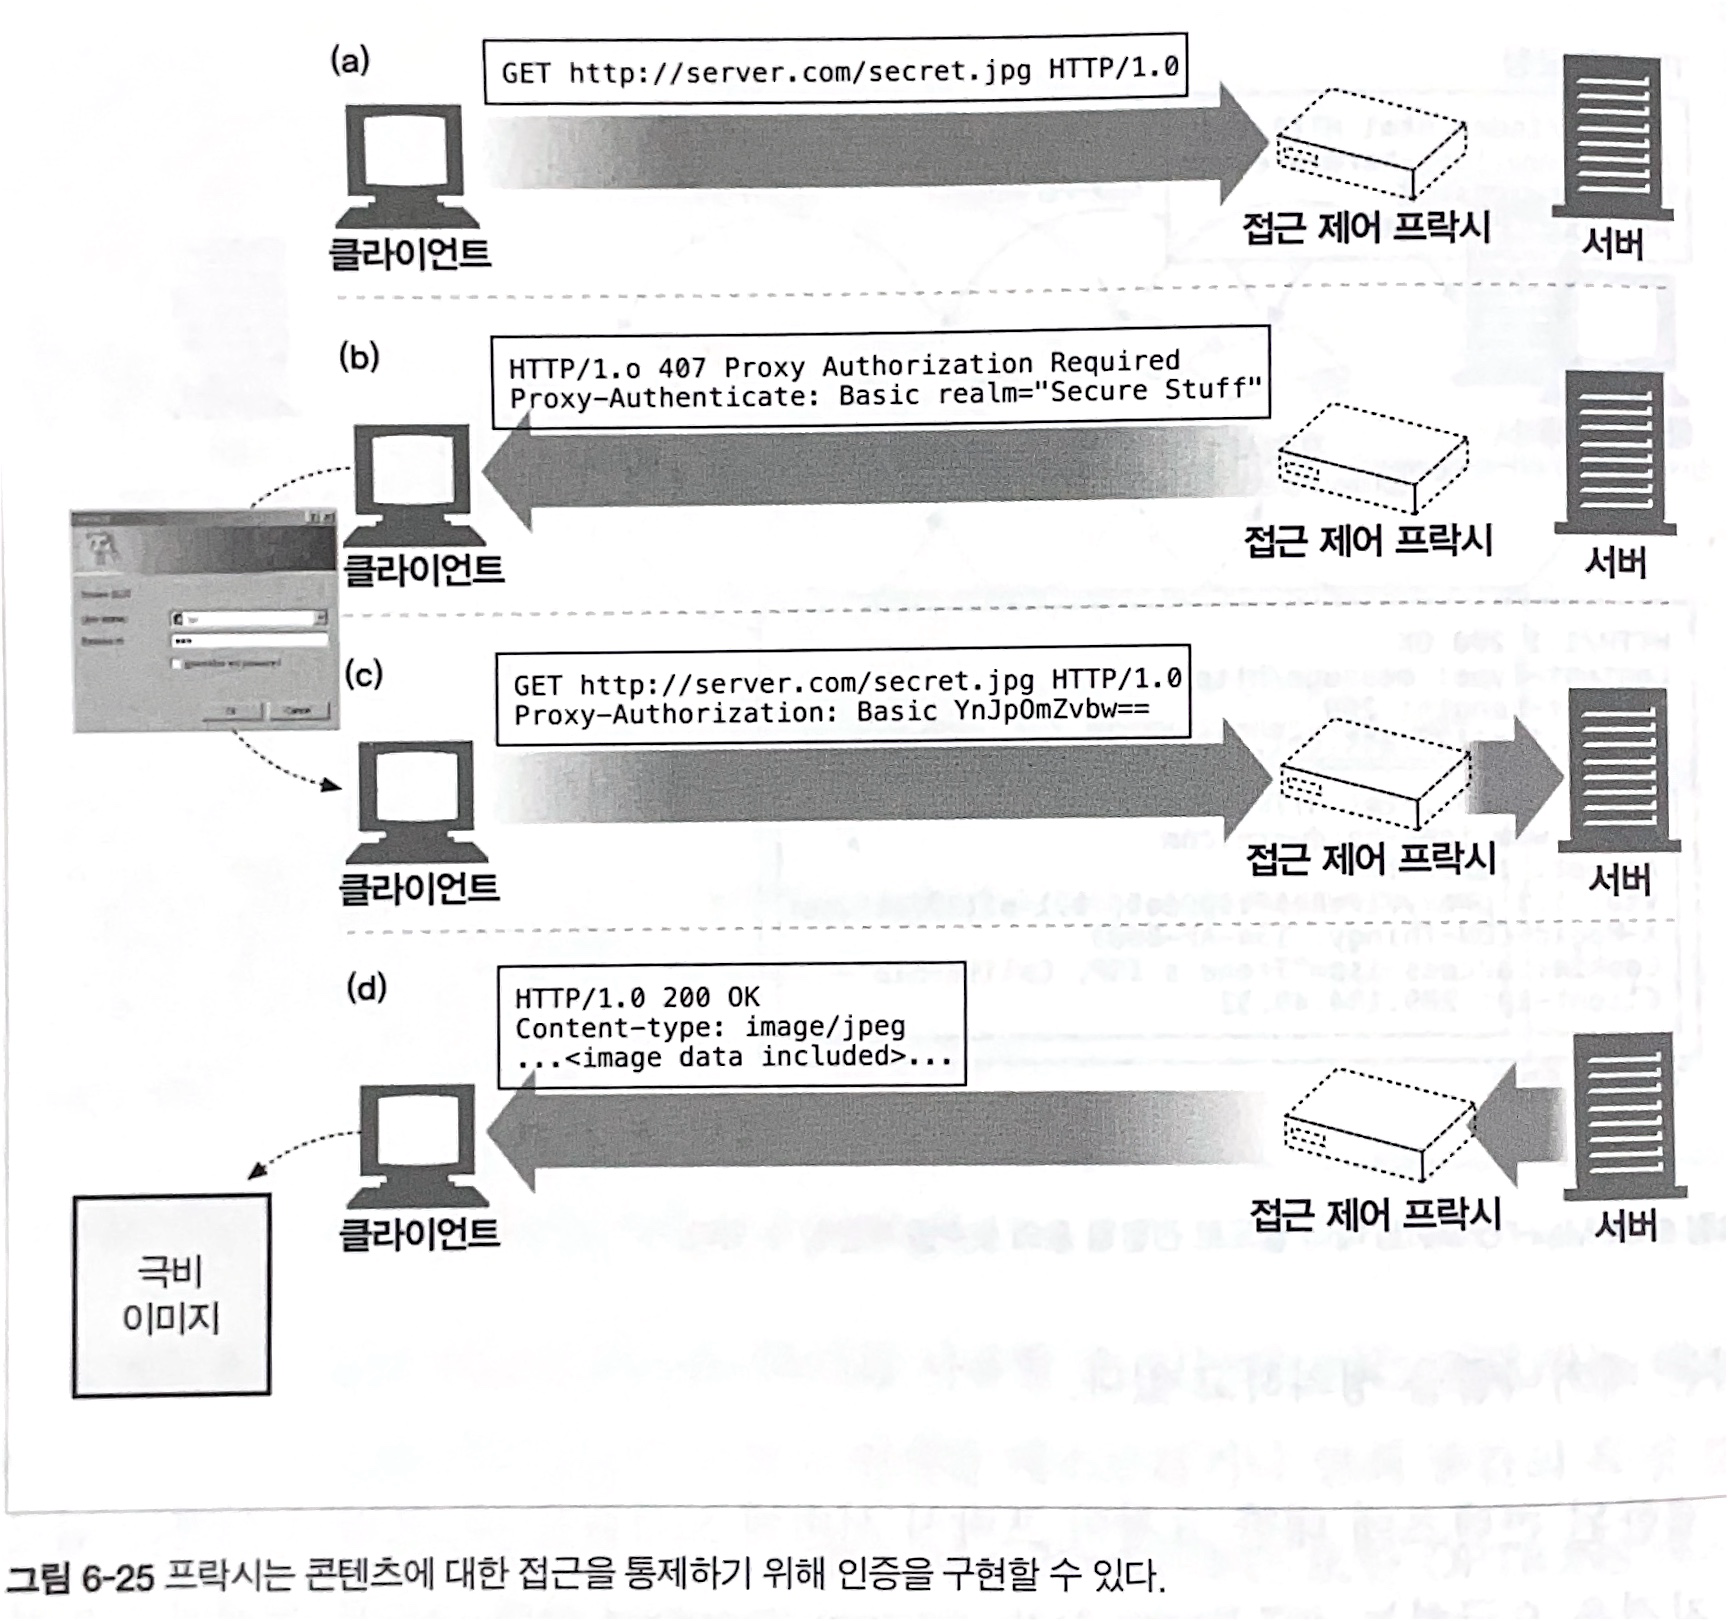 (a)
GET http://server.com/secret.jpg HTTP/1.0
클라이언트
접근 제어 프락시
서버
(b)
HTTP/1.o 407 Proxy Authorization Required
Proxy-Authenticate: Basic realm="Secure Stuff"
클라이언트
접근 제어 프락시
서버
(c)
GET http://server.com/secret.jpg HTTP/1.0
Proxy-Authorization: Basic YnJpOmZvbw==
클라이언트
접근 제어 프락시
서버
(d)
HTTP/1.0 200 OK
Content-type: image/jpeg
...<image data included>...
클라이언트
접근 제어 프락시
서버
극비
이미지
그림 6-25 프락시는 콘텐츠에 대한 접근을 통제하기 위해 인증을 구현할 수 있다.